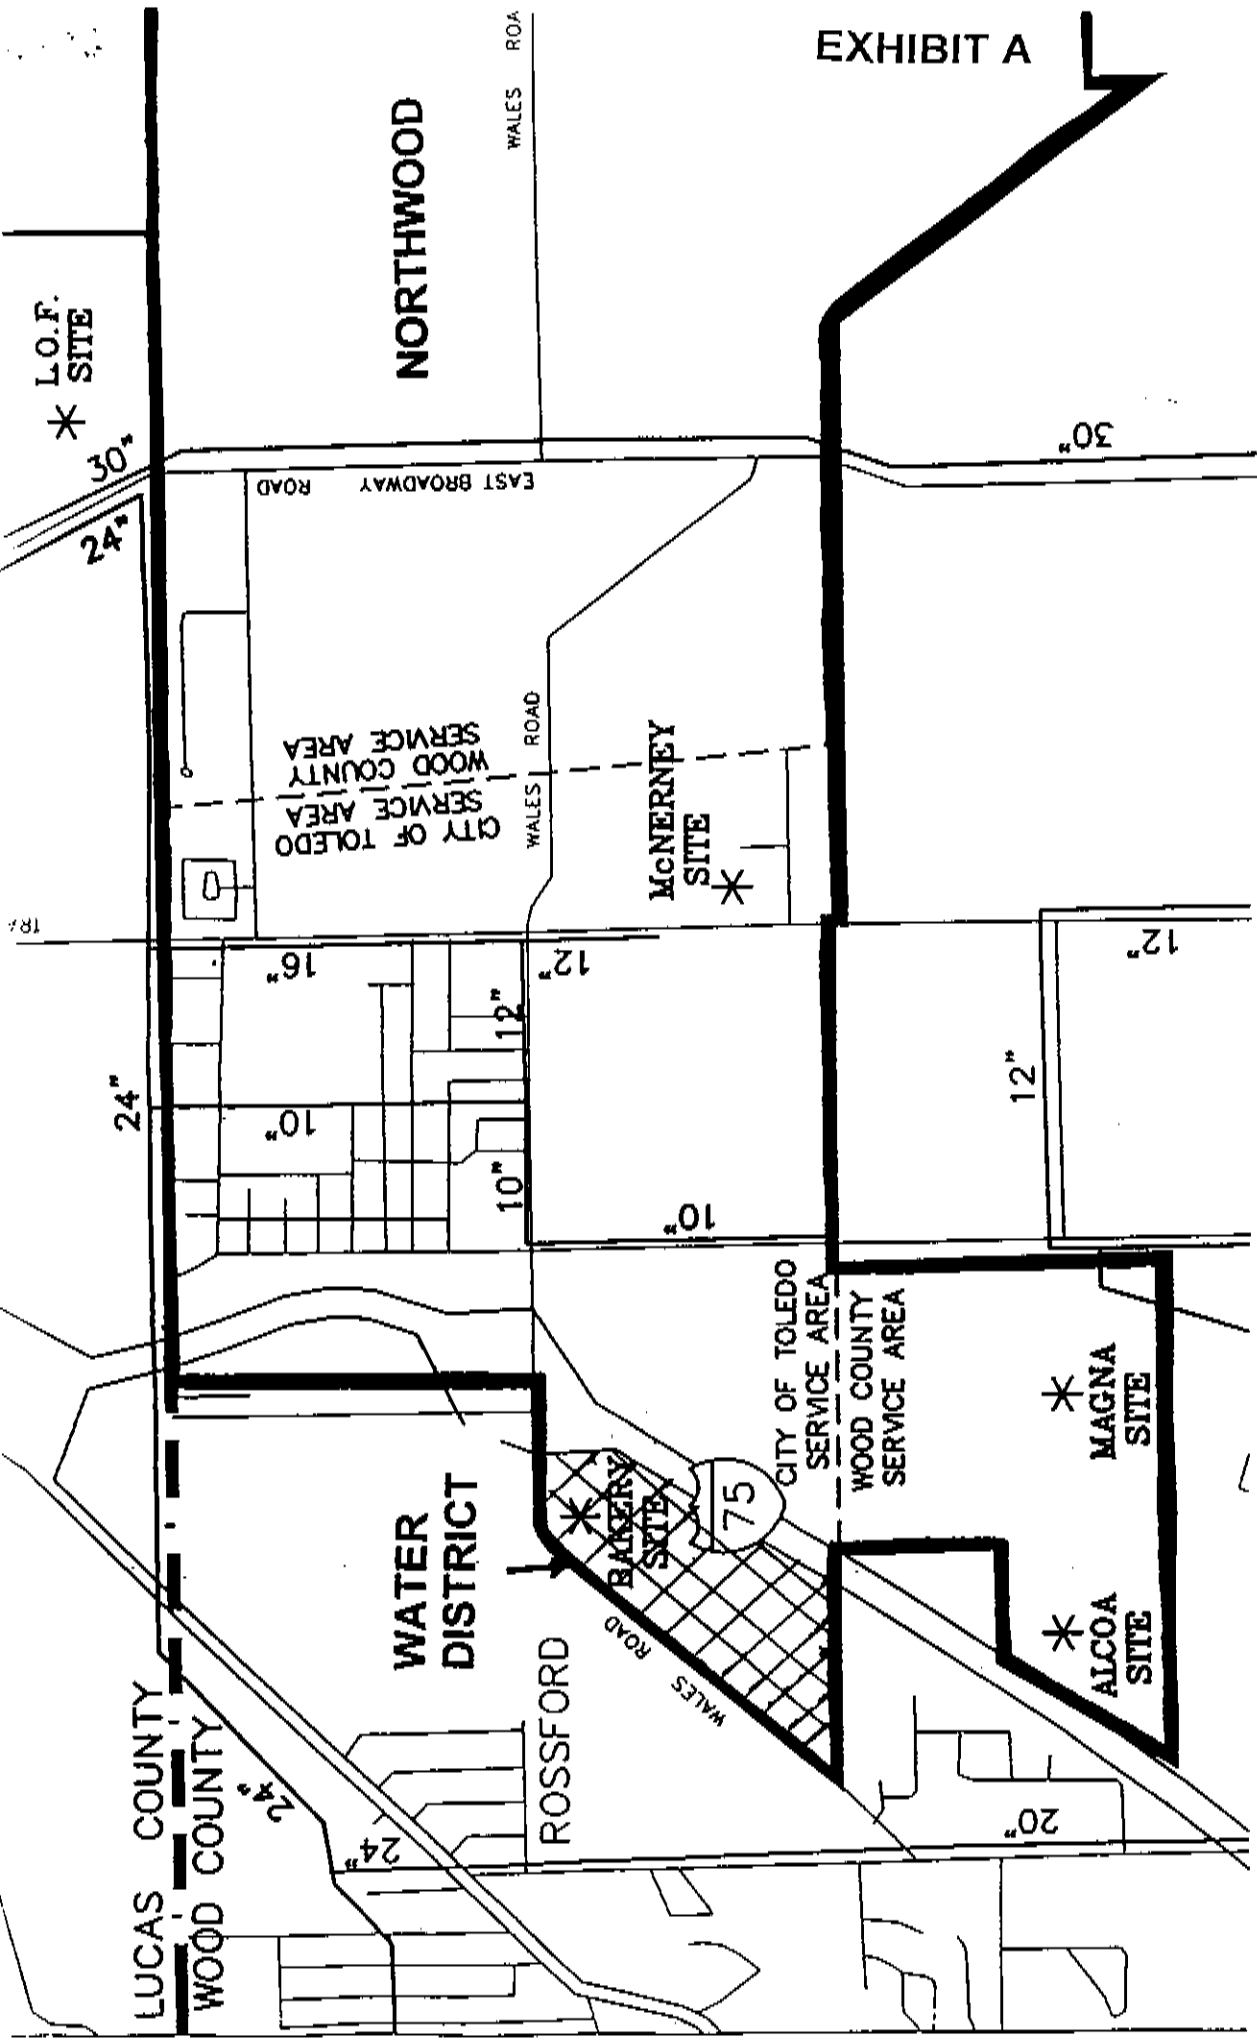 EXHIBIT A
LUCAS COUNTY
WOOD COUNTY
L.O.F.
SITE
30"
24"
24"
24"
24"
NORTHWOOD
WALES ROA
EAST BROADWAY ROAD
30"
CITY OF TOLEDO
SERVICE AREA
WOOD COUNTY
SERVICE AREA
WALES ROAD
McNERNEY
SITE
16"
12"
12"
10"
10"
10"
12"
12"
WATER
DISTRICT
ROSSFORD
BAKERY
SITE
75
WALES ROAD
CITY OF TOLEDO
SERVICE AREA
WOOD COUNTY
SERVICE AREA
MAGNA
SITE
ALCOA
SITE
20"